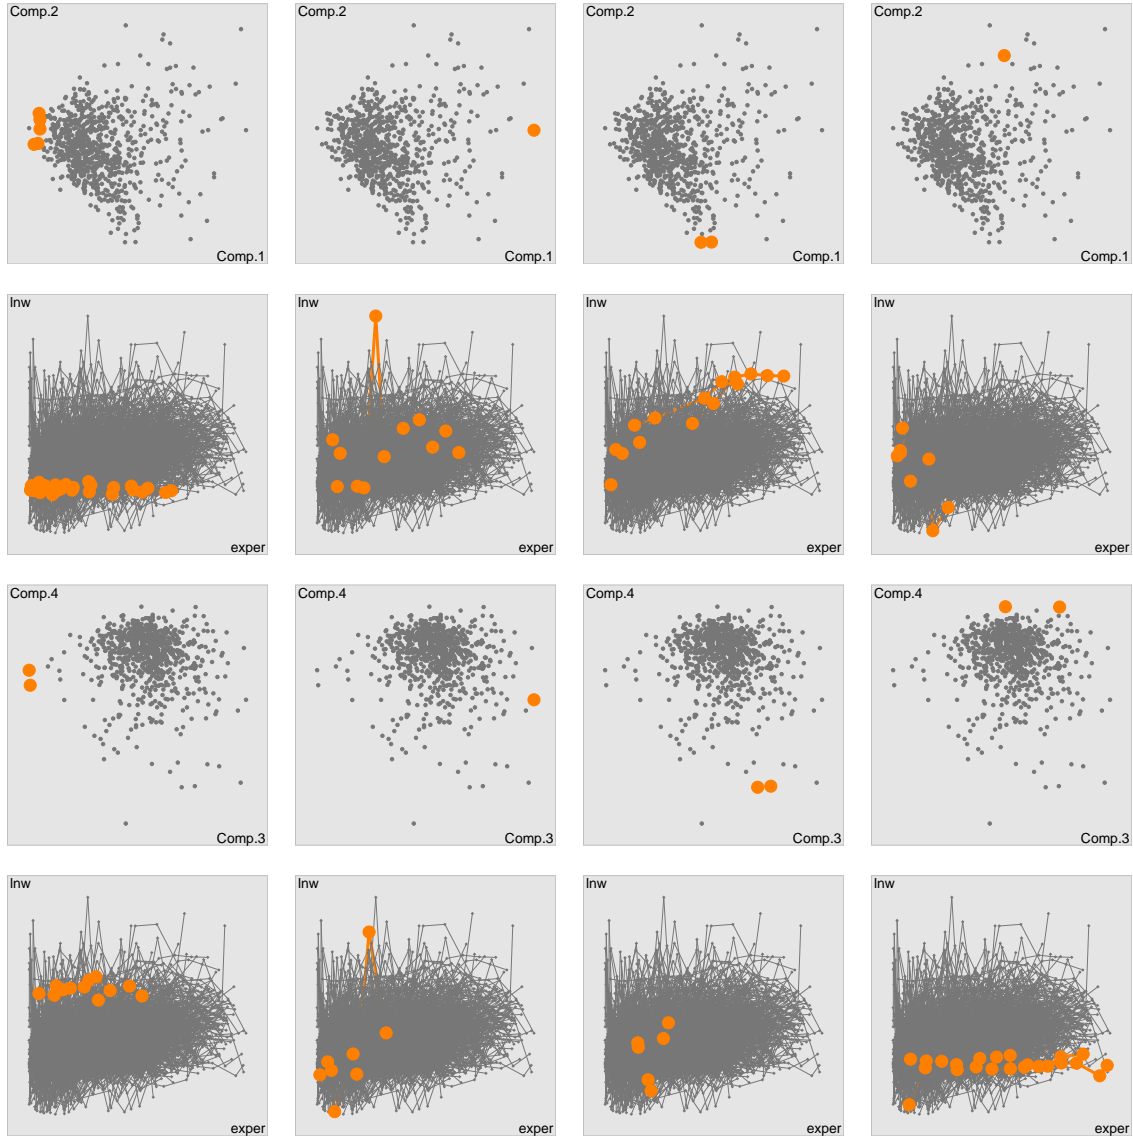 Comp.2 Comp.2 Comp.2 Comp.2
Comp.1 Comp.1 Comp.1 Comp.1
lnw lnw lnw lnw
exper exper exper exper
Comp.4 Comp.4 Comp.4 Comp.4
Comp.3 Comp.3 Comp.3 Comp.3
lnw lnw lnw lnw
exper exper exper exper